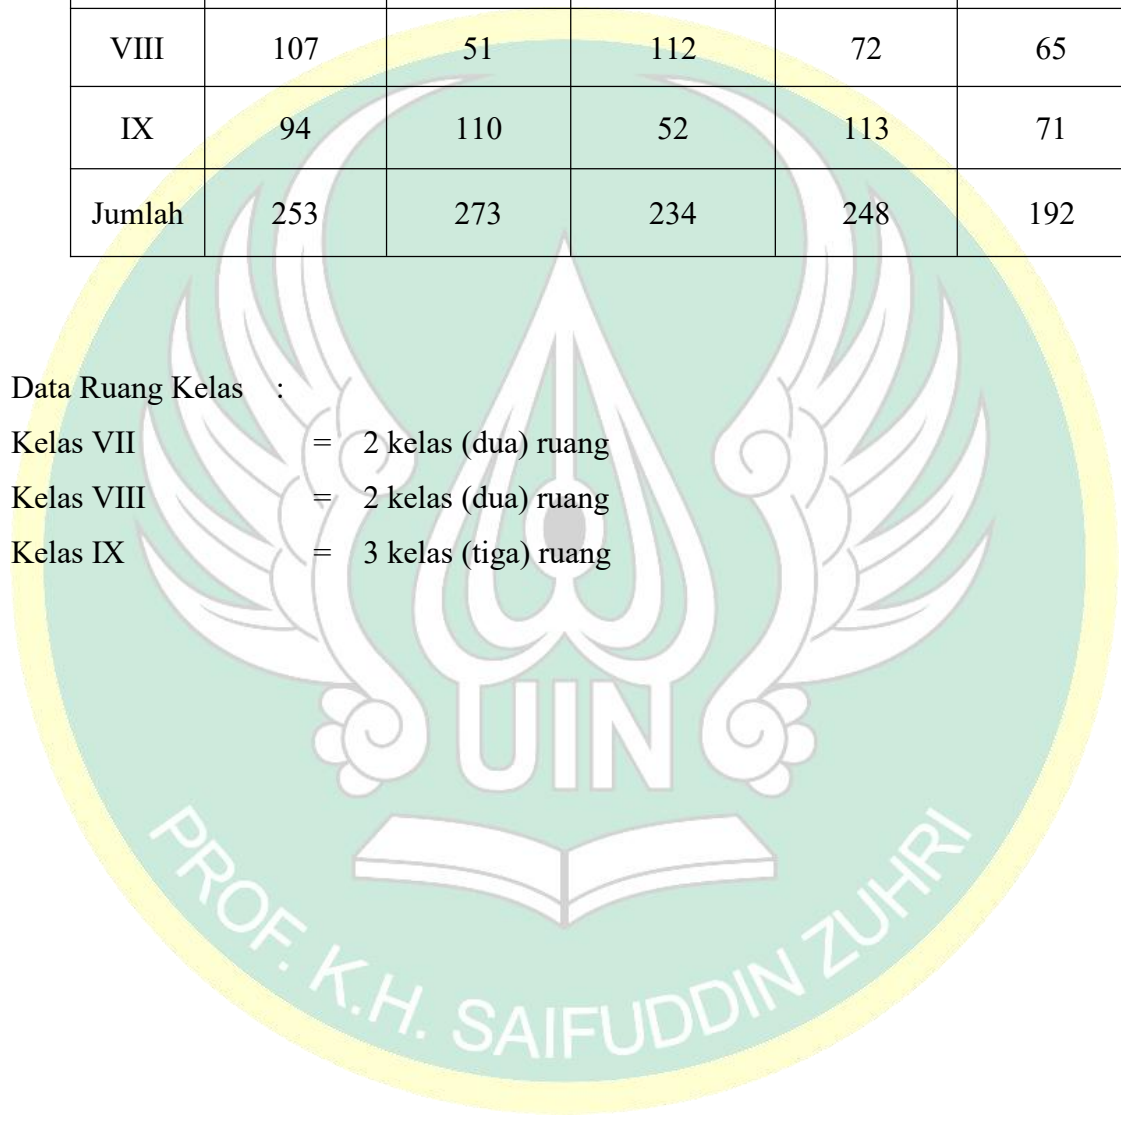 VIII 107 51 112 72 65
IX 94 110 52 113 71
Jumlah 253 273 234 248 192
Data Ruang Kelas :
Kelas VII = 2 kelas (dua) ruang
Kelas VIII = 2 kelas (dua) ruang
Kelas IX = 3 kelas (tiga) ruang
UIN
PROF. K.H. SAIFUDDIN ZUHRI